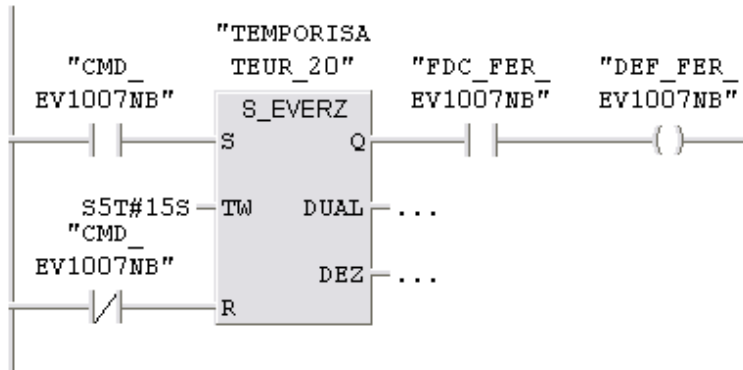 "TEMPORISA
TEUR_20"
"CMD_
EV1007NB"
"FDC_FER_
EV1007NB"
"DEF_FER_
EV1007NB"
S_EVERZ
S
Q
S5T#15S
TW
DUAL
...
"CMD_
EV1007NB"
DEZ
...
R